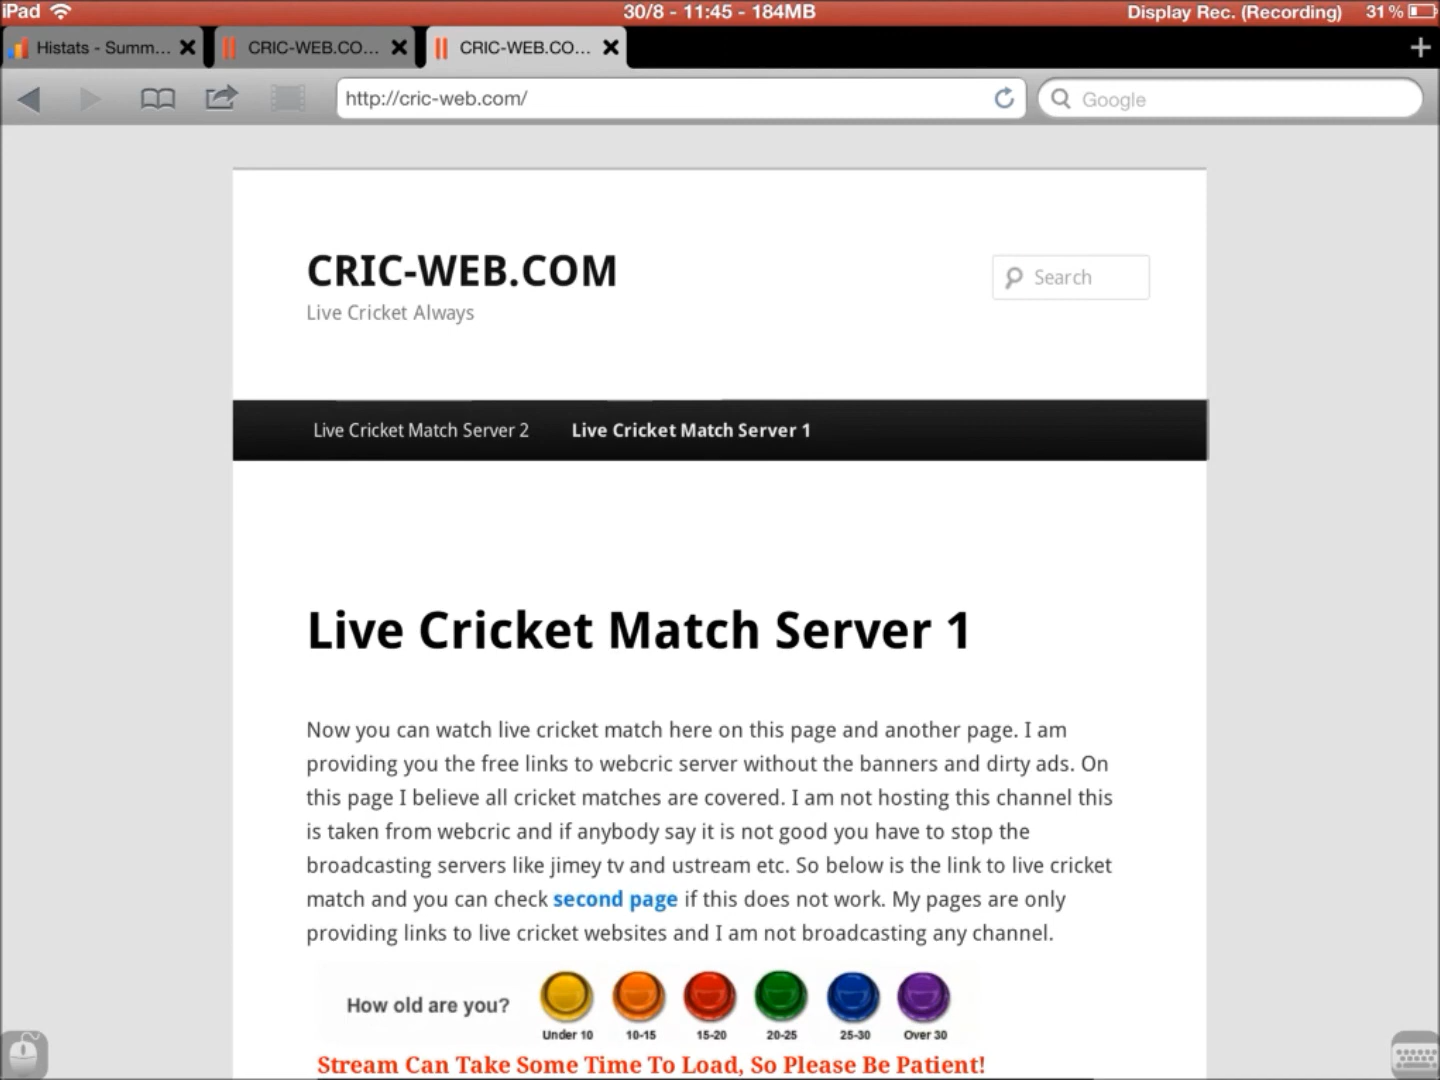 iPad 30/8 - 11:45 - 184MB Display Rec. (Recording) 31%
Histats - Summ... CRIC-WEB.CO... CRIC-WEB.CO...
http://cric-web.com/ Google
CRIC-WEB.COM
Search
Live Cricket Always
Live Cricket Match Server 2 Live Cricket Match Server 1
Live Cricket Match Server 1
Now you can watch live cricket match here on this page and another page. I am
providing you the free links to webcric server without the banners and dirty ads. On
this page I believe all cricket matches are covered. I am not hosting this channel this
is taken from webcric and if anybody say it is not good you have to stop the
broadcasting servers like jimey tv and ustream etc. So below is the link to live cricket
match and you can check second page if this does not work. My pages are only
providing links to live cricket websites and I am not broadcasting any channel.
How old are you?
Under 10 10-15 15-20 20-25 25-30 Over 30
Stream Can Take Some Time To Load, So Please Be Patient!